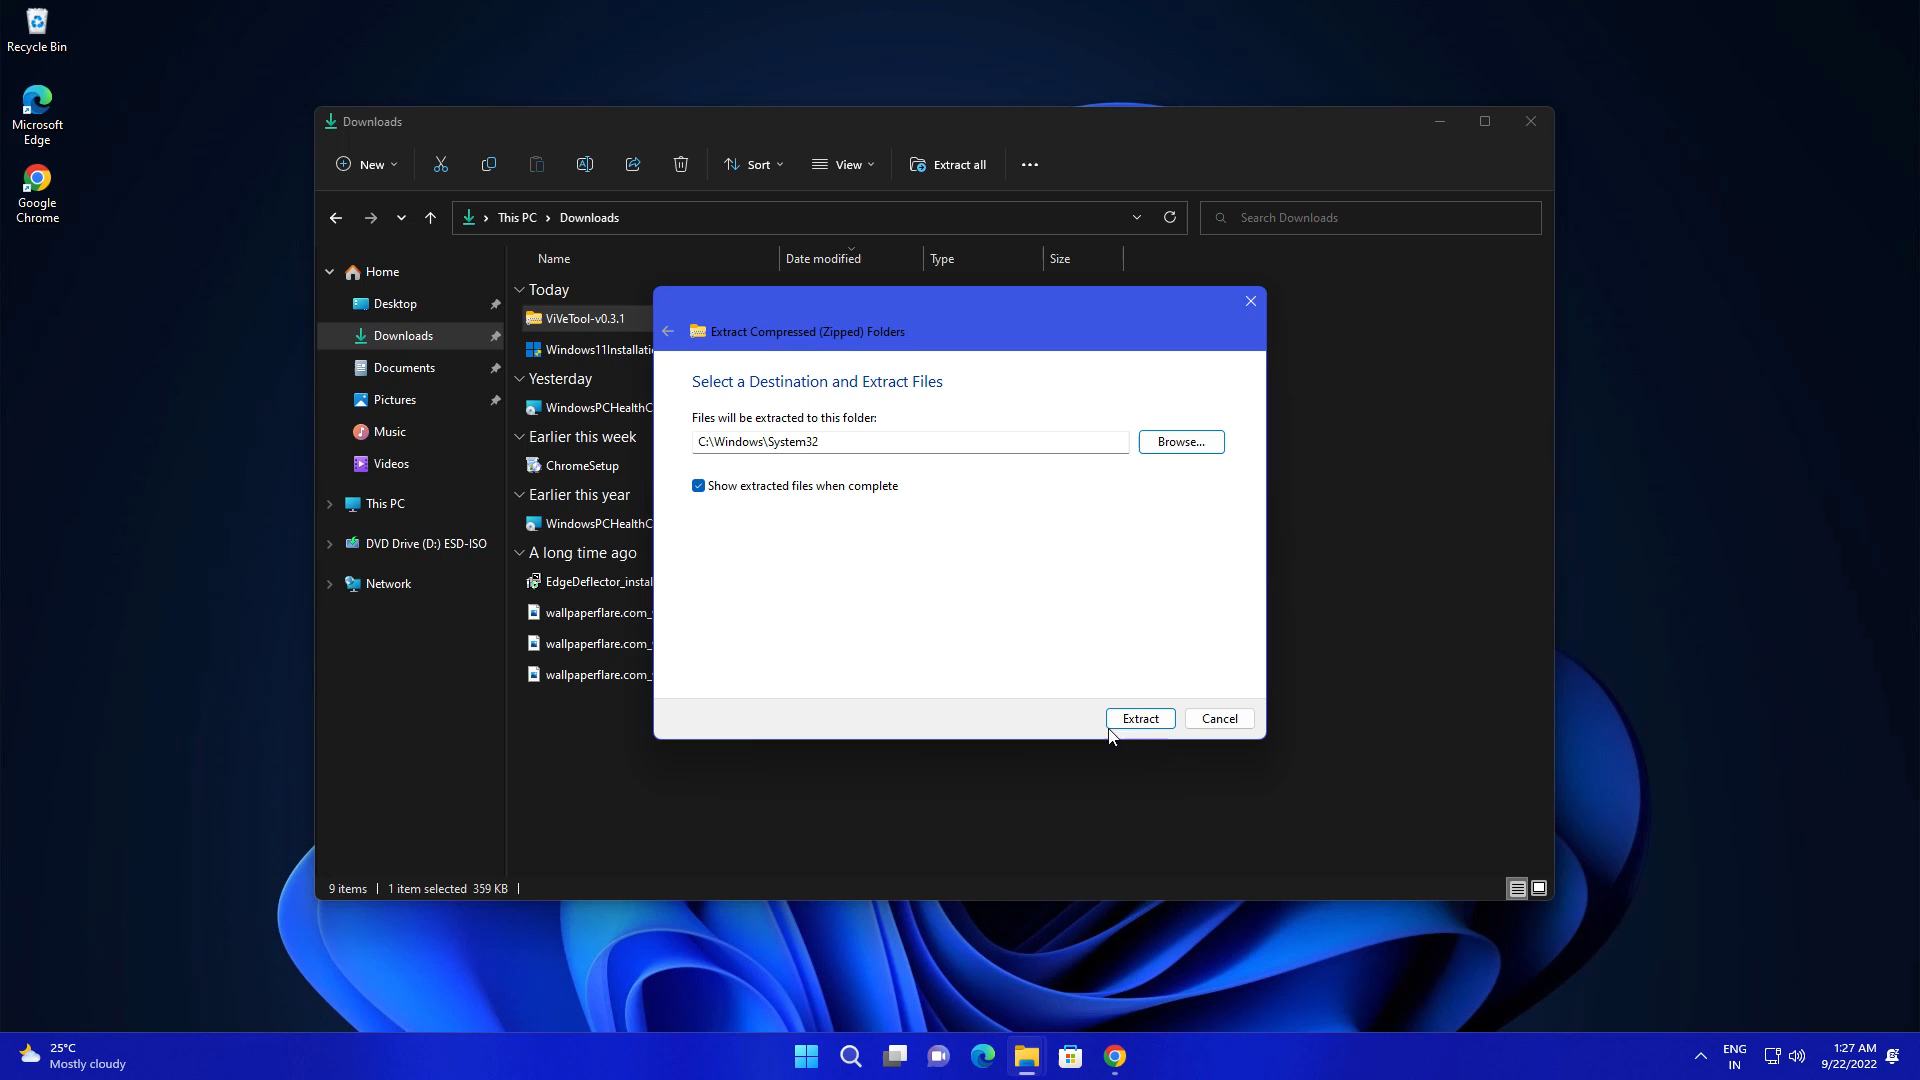 Recycle Bin
Microsoft
Edge
Google
Chrome
Downloads
New
Sort
View
Extract all
This PC
Downloads
Search Downloads
Name
Date modified
Type
Size
Home
Desktop
Downloads
Documents
Pictures
Music
Videos
This PC
DVD Drive (D:) ESD-ISO
Network
Today
ViVeTool-v0.3.1
Windows11Installati
Yesterday
WindowsPCHealthC
Earlier this week
ChromeSetup
Earlier this year
WindowsPCHealthC
A long time ago
EdgeDeflector_instal
wallpaperflare.com_
wallpaperflare.com_
wallpaperflare.com_
Extract Compressed (Zipped) Folders
Select a Destination and Extract Files
Files will be extracted to this folder:
C:\Windows\System32
Browse...
Show extracted files when complete
Extract
Cancel
9 items
1 item selected 359 KB
25°C
Mostly cloudy
ENG
IN
1:27 AM
9/22/2022